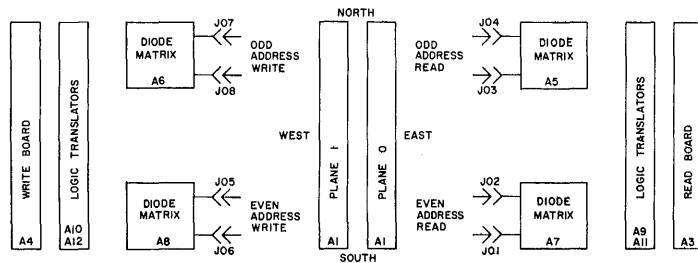 NORTH
J07
ODD
ADDRESS
WRITE
J08
DIODE
MATRIX
A6
J04
ODD
ADDRESS
READ
J03
DIODE
MATRIX
A5
WRITE BOARD
A4
LOGIC TRANSLATORS
A10
A12
WEST
PLANE 1
A1
PLANE 0
A1
EAST
LOGIC TRANSLATORS
A9
A11
READ BOARD
A3
DIODE
MATRIX
A8
J05
EVEN
ADDRESS
WRITE
J06
J02
EVEN
ADDRESS
READ
J01
DIODE
MATRIX
A7
SOUTH